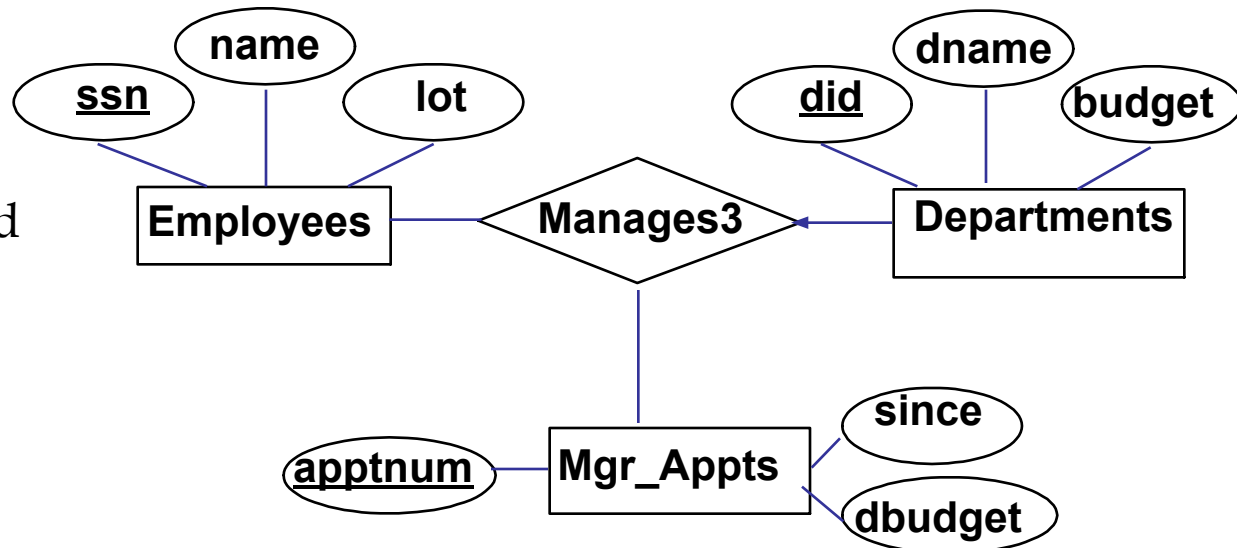 name
ssn
lot
dname
did
budget
d
Employees
Manages3
Departments
since
apptnum
Mgr_Appts
dbudget